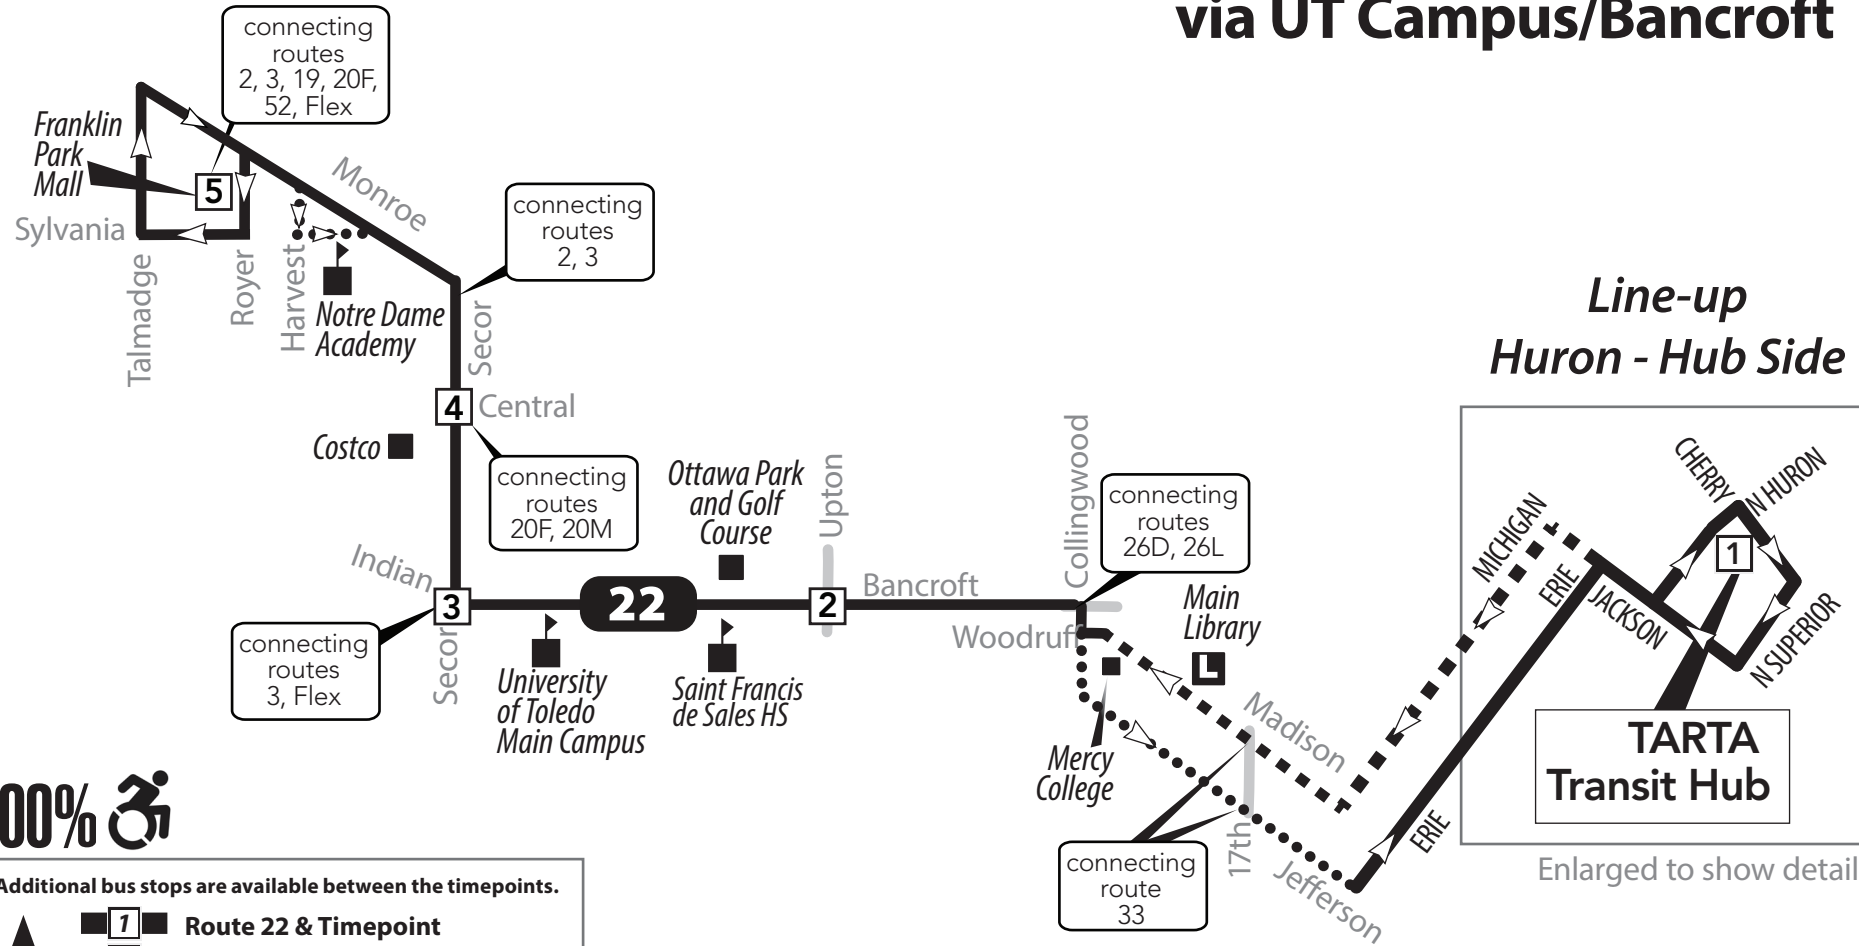 via UT Campus/Bancroft
connecting
routes
2, 3, 19, 20F,
52, Flex
Franklin
Park
Mall
5
Monroe
Sylvania
Talmadge
Royer
Harvest
Notre Dame
Academy
connecting
routes
2, 3
Secor
4
Central
Costco
connecting
routes
20F, 20M
Indian
3
Secor
connecting
routes
3, Flex
22
University
of Toledo
Main Campus
Ottawa Park
and Golf
Course
Saint Francis
de Sales HS
Upton
2
Bancroft
Collingwood
Woodruff
connecting
routes
26D, 26L
Main
Library
L
Mercy
College
Madison
17th
Jefferson
connecting
route
33
Line-up
Huron - Hub Side
CHERRY
N HURON
1
MICHIGAN
ERIE
JACKSON
N SUPERIOR
ERIE
TARTA
Transit Hub
Enlarged to show detail
00%
Additional bus stops are available between the timepoints.
1
Route 22 & Timepoint